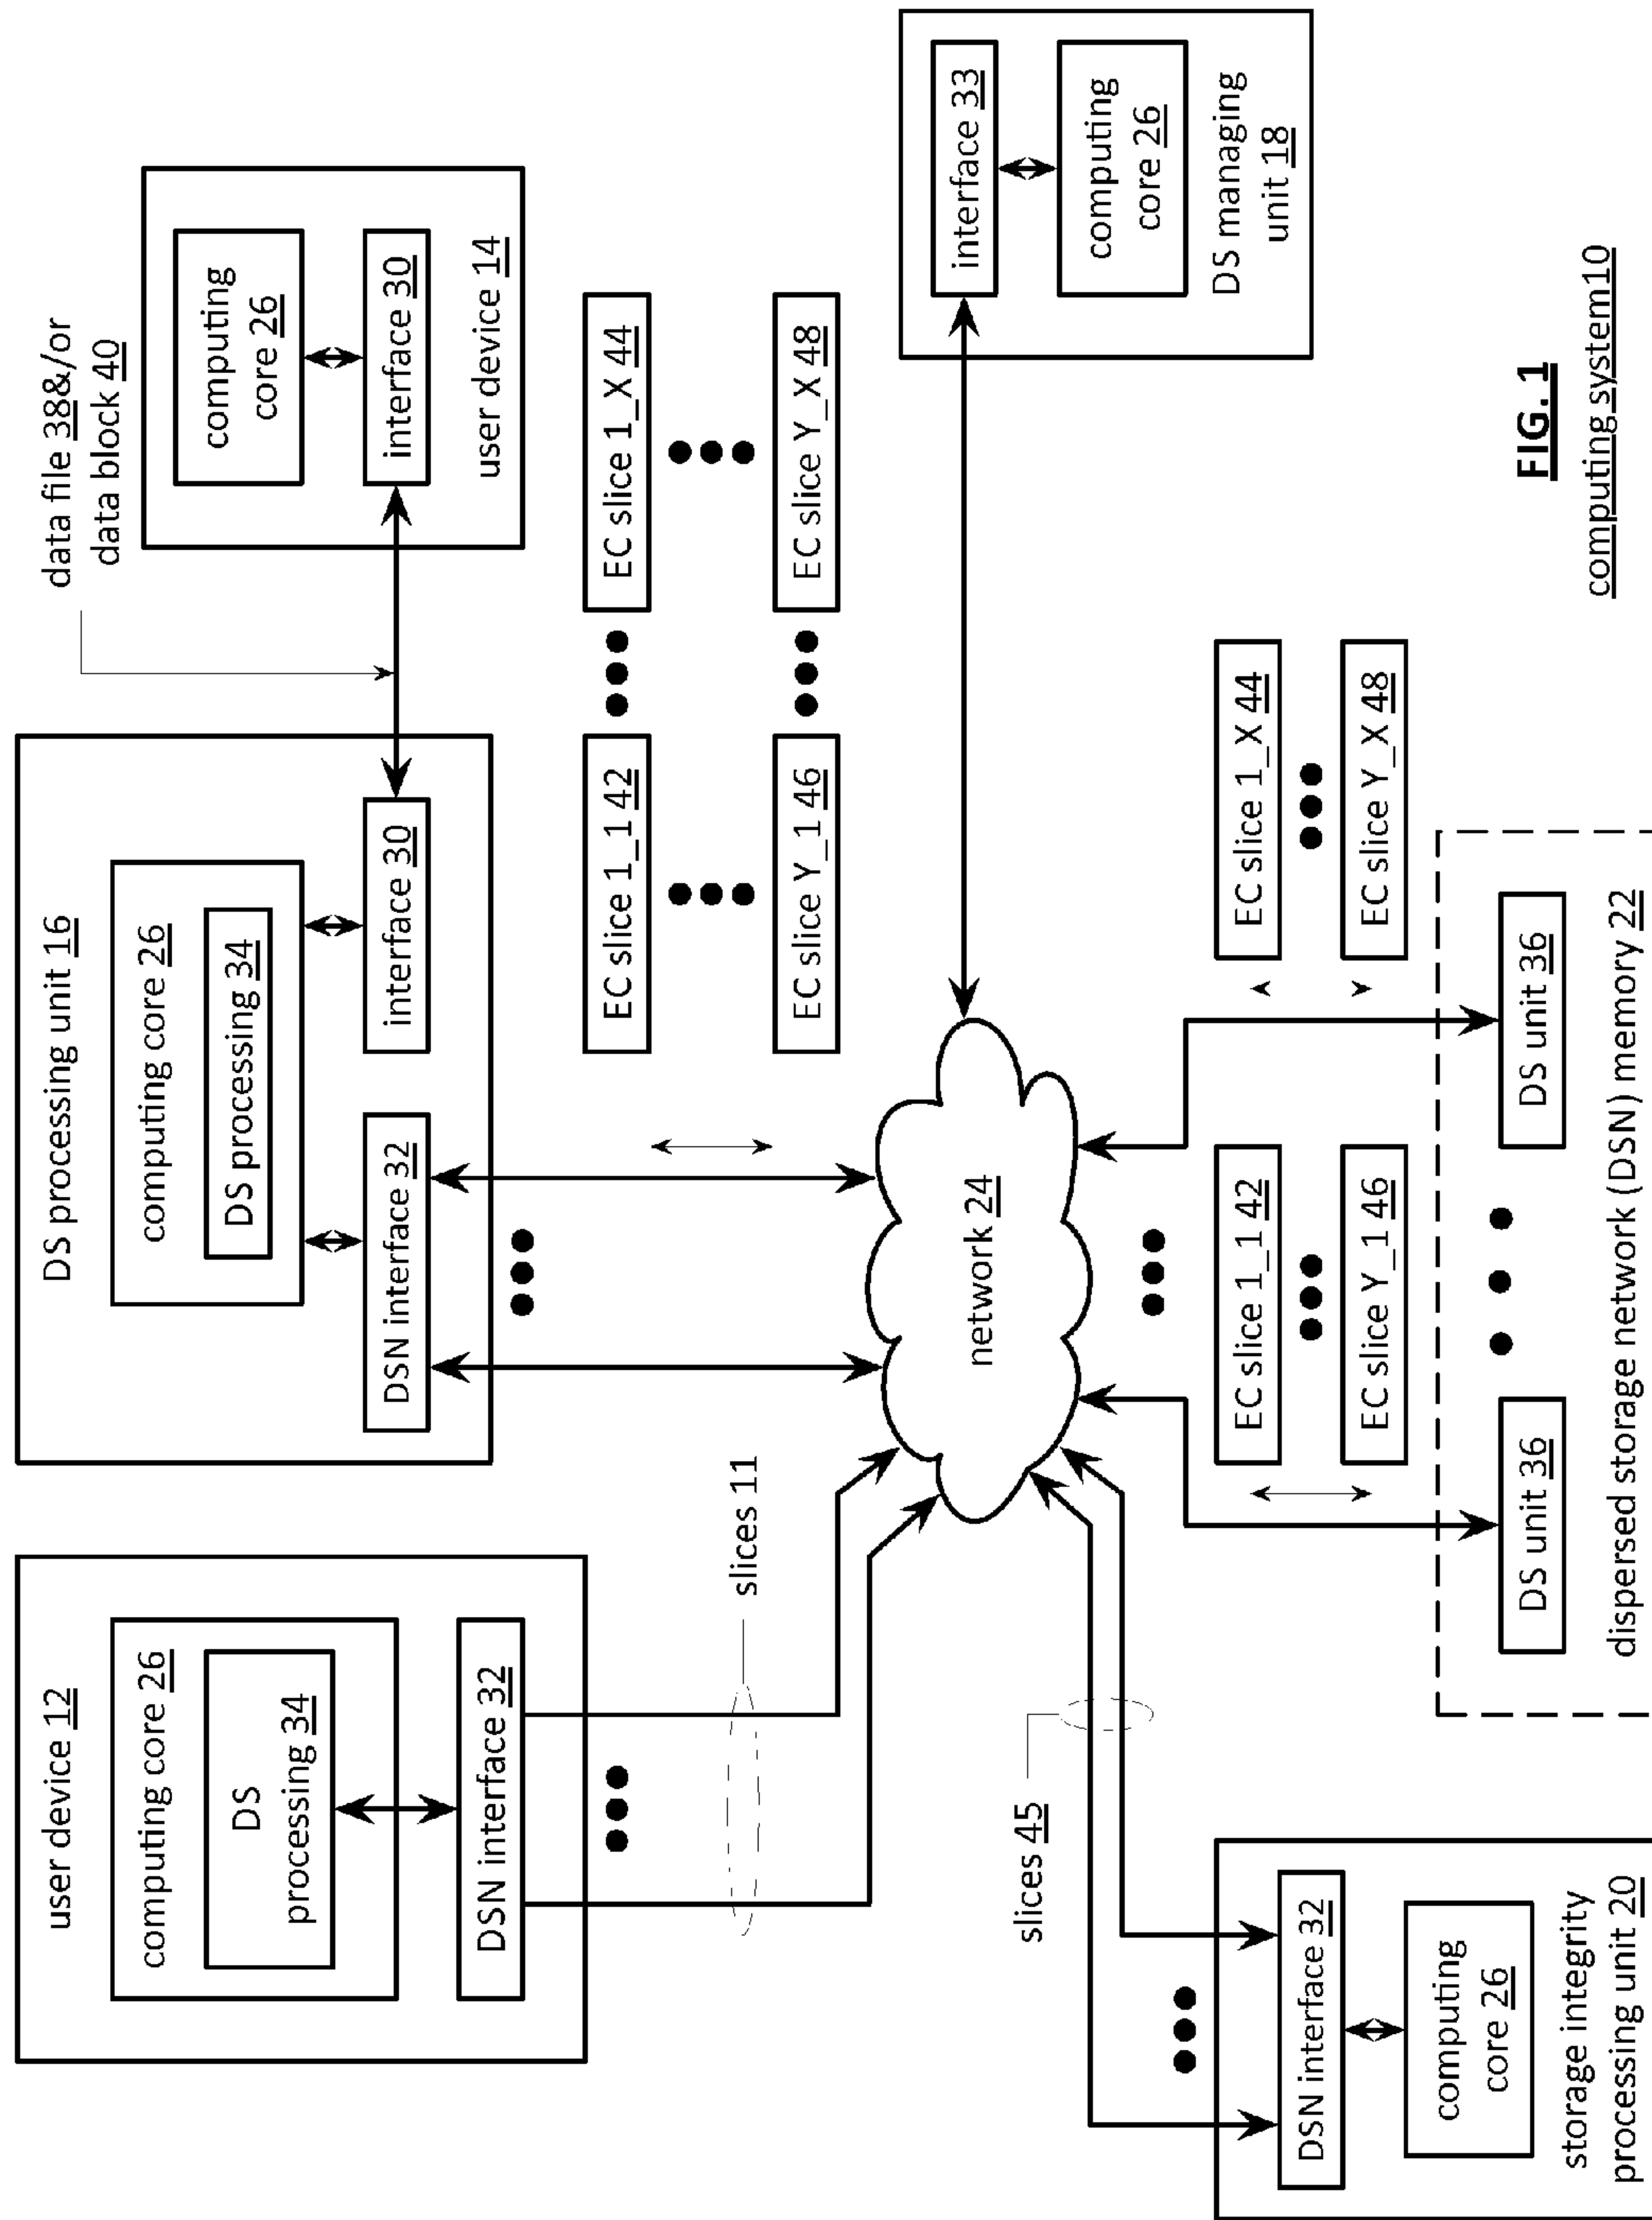 user device 12
computing core 26
DS
processing 34
DSN interface 32
slices 11
DS processing unit 16
computing core 26
DS processing 34
DSN interface 32
interface 30
data file 38&/or
data block 40
computing
core 26
interface 30
user device 14
EC slice 1_1 42
EC slice 1_X 44
EC slice Y_1 46
EC slice Y_X 48
network 24
interface 33
computing
core 26
DS managing
unit 18
slices 45
DSN interface 32
computing
core 26
storage integrity
processing unit 20
EC slice 1_1 42
EC slice Y_1 46
EC slice 1_X 44
EC slice Y_X 48
DS unit 36
DS unit 36
dispersed storage network (DSN) memory 22
FIG. 1
computing system10